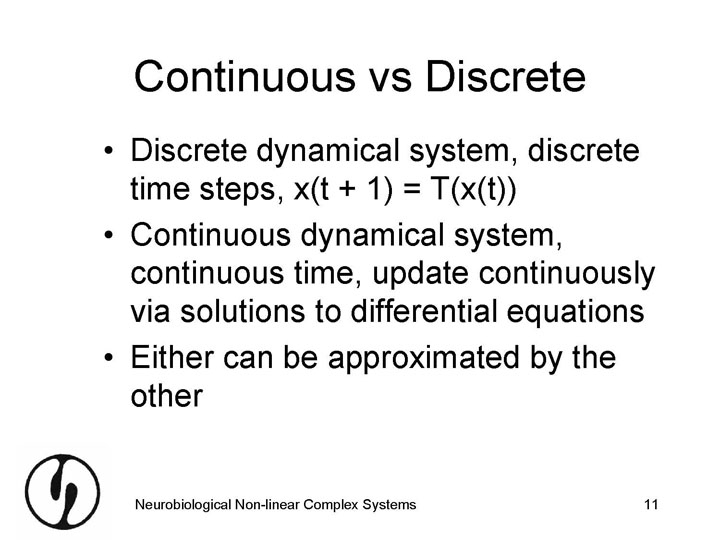 Continuous vs Discrete
• Discrete dynamical system, discrete
time steps, x(t + 1) = T(x(t))
• Continuous dynamical system,
continuous time, update continuously
via solutions to differential equations
• Either can be approximated by the
other
Neurobiological Non-linear Complex Systems
11